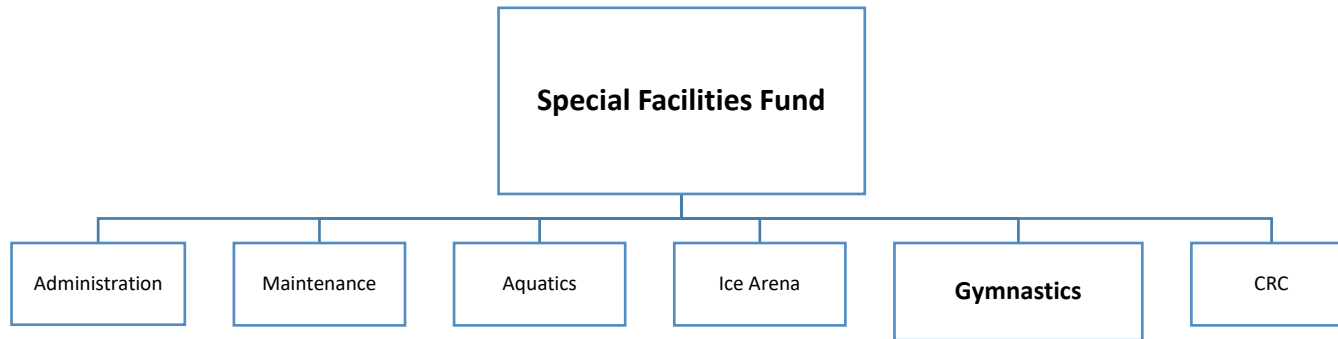 Special Facilities Fund
Administration
Maintenance
Aquatics
Ice Arena
Gymnastics
CRC